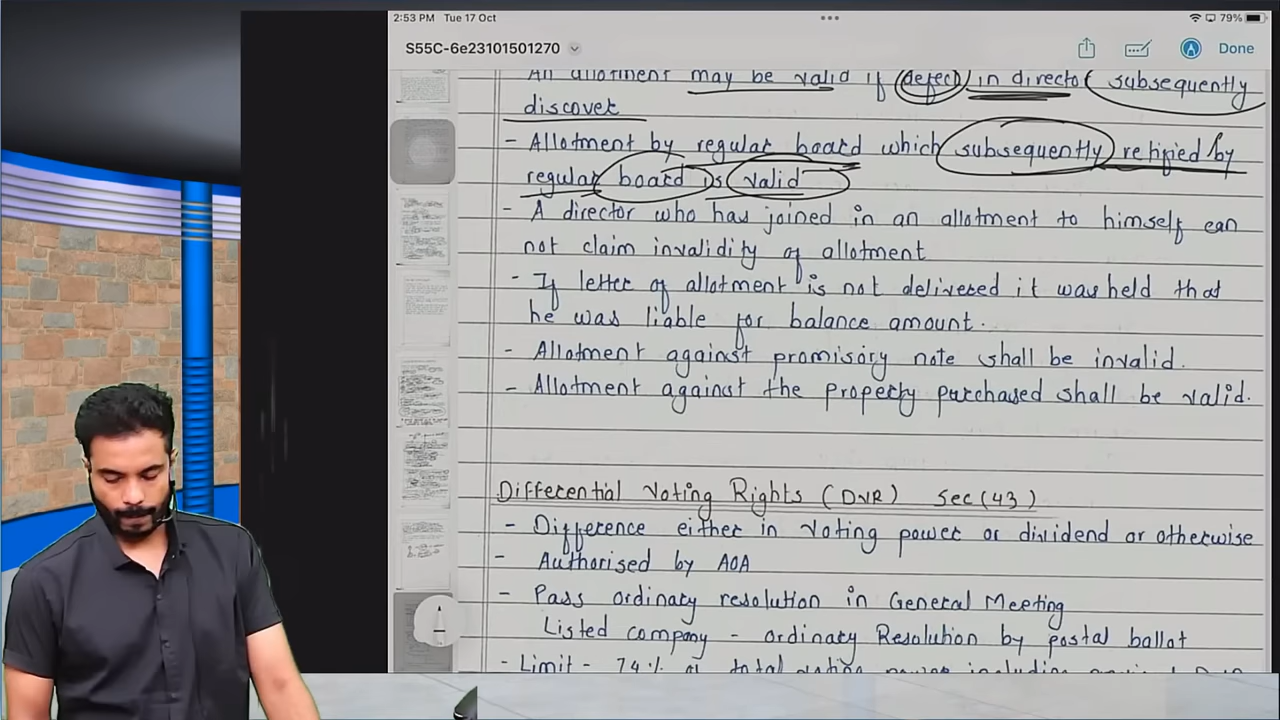 2:53 PM Tue 17 Oct
79%
S55C-6e23101501270
Done
An allotment may be valid if defect in director subsequently
discover
- Allotment by regular board which subsequently retified by
regular board is valid
- A director who has joined in an allotment to himself can
not claim invalidity of allotment
- If letter of allotment is not delivered it was held that
he was liable for balance amount.
- Allotment against promisory note shall be invalid.
- Allotment against the property purchased shall be valid.
Differential Voting Rights (DVR) Sec (43)
- Difference either in voting power or dividend or otherwise
- Authorised by AOA
- Pass ordinary resolution in General Meeting
Listed company - ordinary Resolution by postal ballot
- Limit - 74% of total voting power including